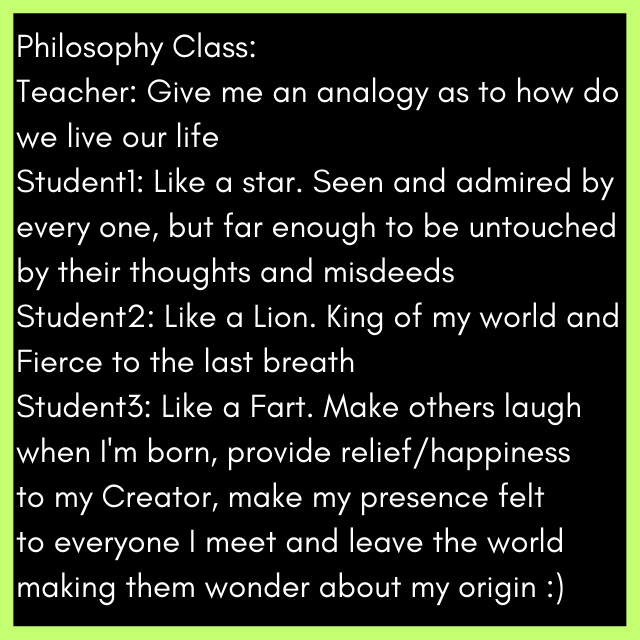 Philosophy Class:
Teacher: Give me an analogy as to how do
we live our life
Student1: Like a star. Seen and admired by
every one, but far enough to be untouched
by their thoughts and misdeeds
Student2: Like a Lion. King of my world and
Fierce to the last breath
Student3: Like a Fart. Make others laugh
when I'm born, provide relief/happiness
to my Creator, make my presence felt
to everyone I meet and leave the world
making them wonder about my origin :)